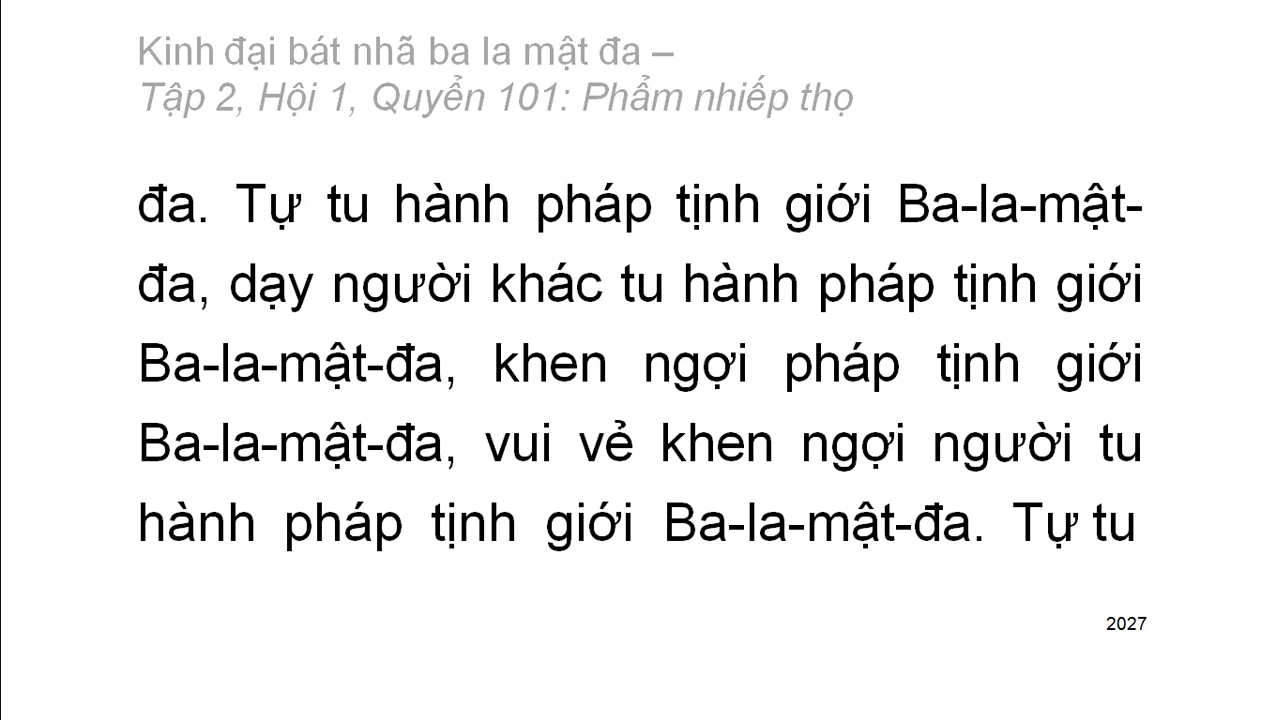 Kinh đại bát nhã ba la mật đa –
Tập 2, Hội 1, Quyển 101: Phẩm nhiếp thọ
đa. Tự tu hành pháp tịnh giới Ba-la-mật-
đa, dạy người khác tu hành pháp tịnh giới
Ba-la-mật-đa, khen ngợi pháp tịnh giới
Ba-la-mật-đa, vui vẻ khen ngợi người tu
hành pháp tịnh giới Ba-la-mật-đa. Tự tu
2027